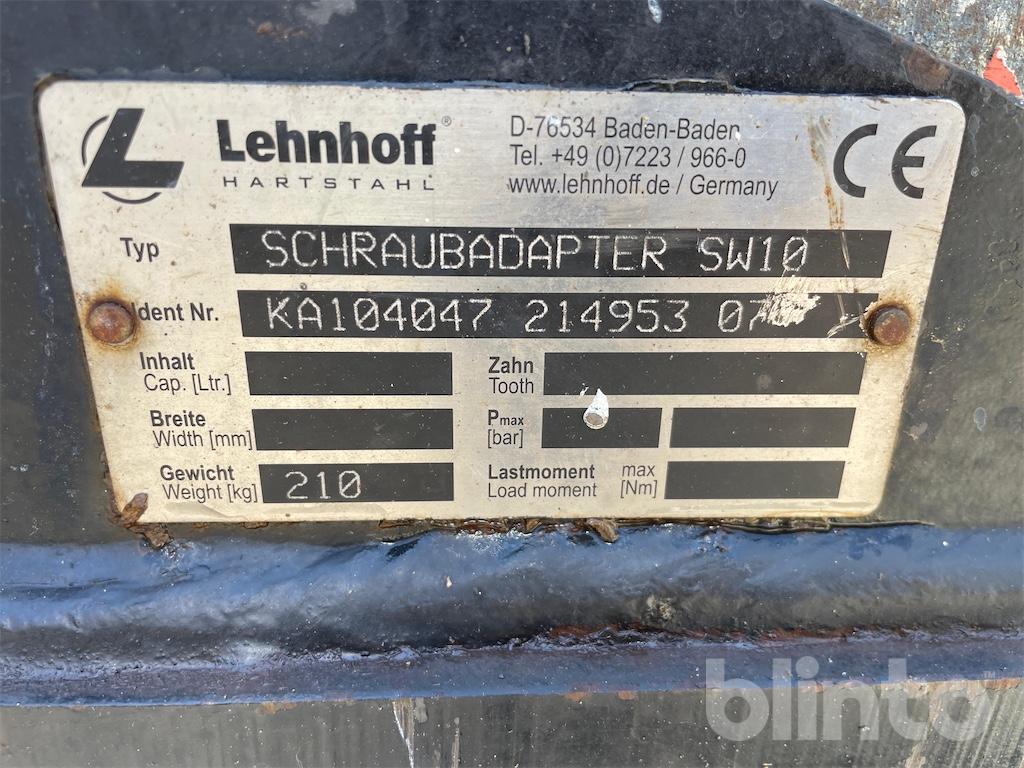 Lehnhoff®
HARTSTAHL
D-76534 Baden-Baden
Tel. +49 (0)7223 / 966-0
www.lehnhoff.de / Germany
CE
Typ SCHRAUBADAPTER SW10
Ident Nr. KA104047 214953
Inhalt
Cap. [Ltr.]
Zahn
Tooth
Breite
Width [mm]
Pmax
[bar]
Gewicht
Weight [kg] 210
Lastmoment max
Load moment [Nm]
blinto™